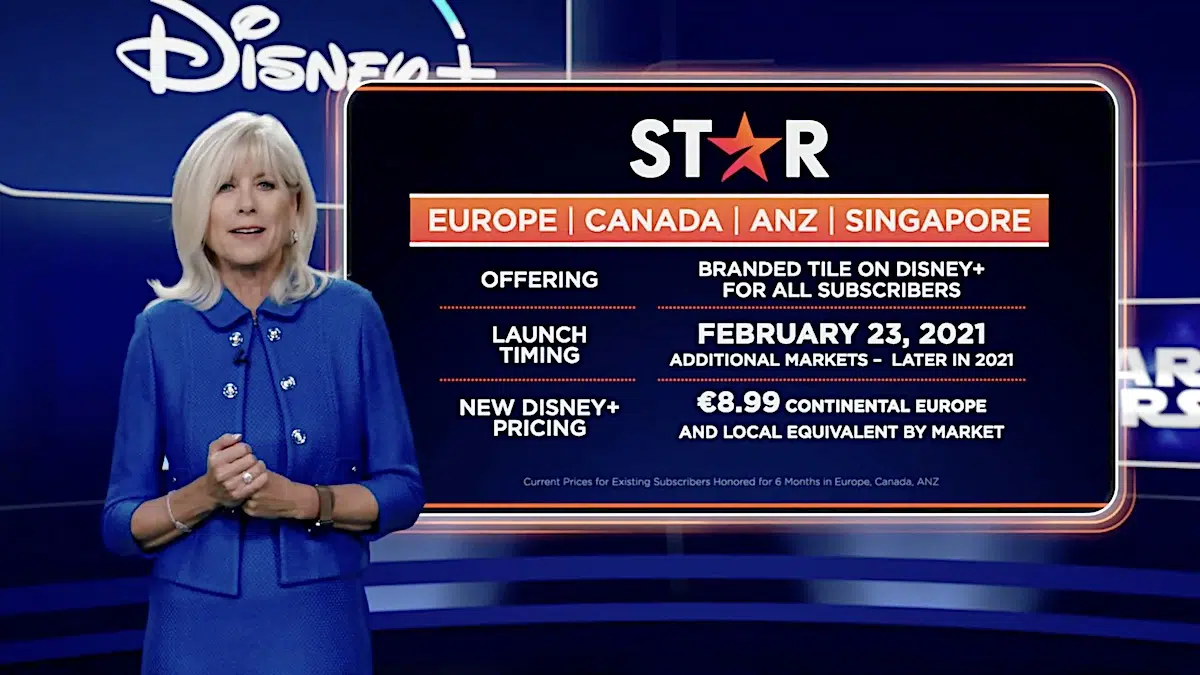 Disney+
STAR
EUROPE | CANADA | ANZ | SINGAPORE
OFFERING
BRANDED TILE ON DISNEY+
FOR ALL SUBSCRIBERS
LAUNCH
TIMING
FEBRUARY 23, 2021
ADDITIONAL MARKETS – LATER IN 2021
NEW DISNEY+
PRICING
€8.99 CONTINENTAL EUROPE
AND LOCAL EQUIVALENT BY MARKET
Current Prices for Existing Subscribers Honored for 6 Months in Europe, Canada, ANZ